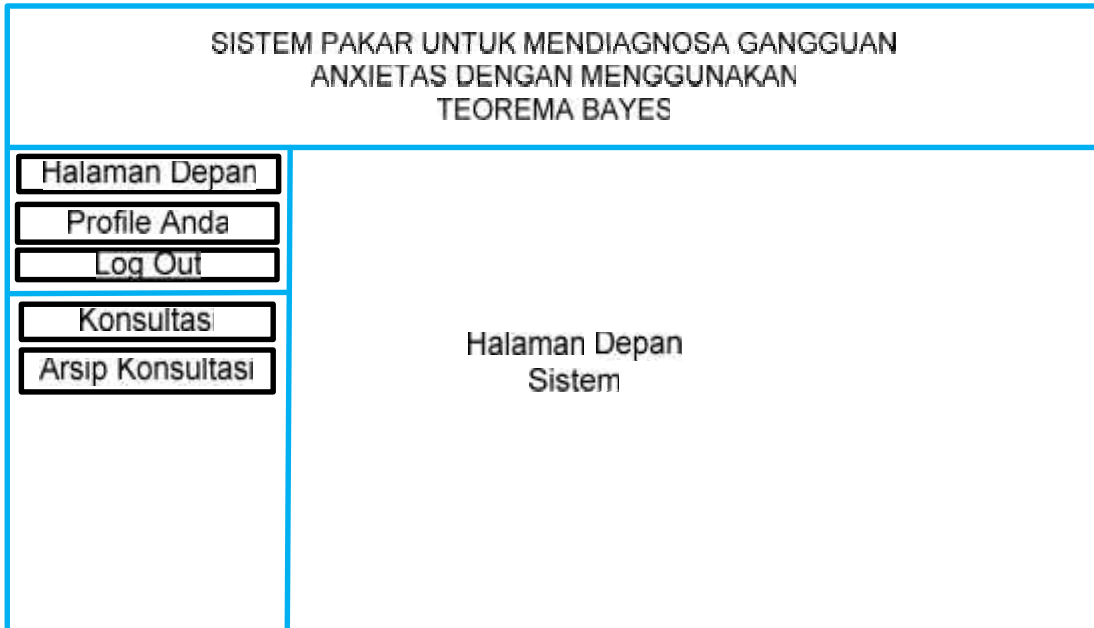 SISTEM PAKAR UNTUK MENDIAGNOSA GANGGUAN
ANXIETAS DENGAN MENGGUNAKAN
TEOREMA BAYES
Halaman Depan
Profile Anda
Log Out
Konsultasi
Arsip Konsultasi
Halaman Depan
Sistem